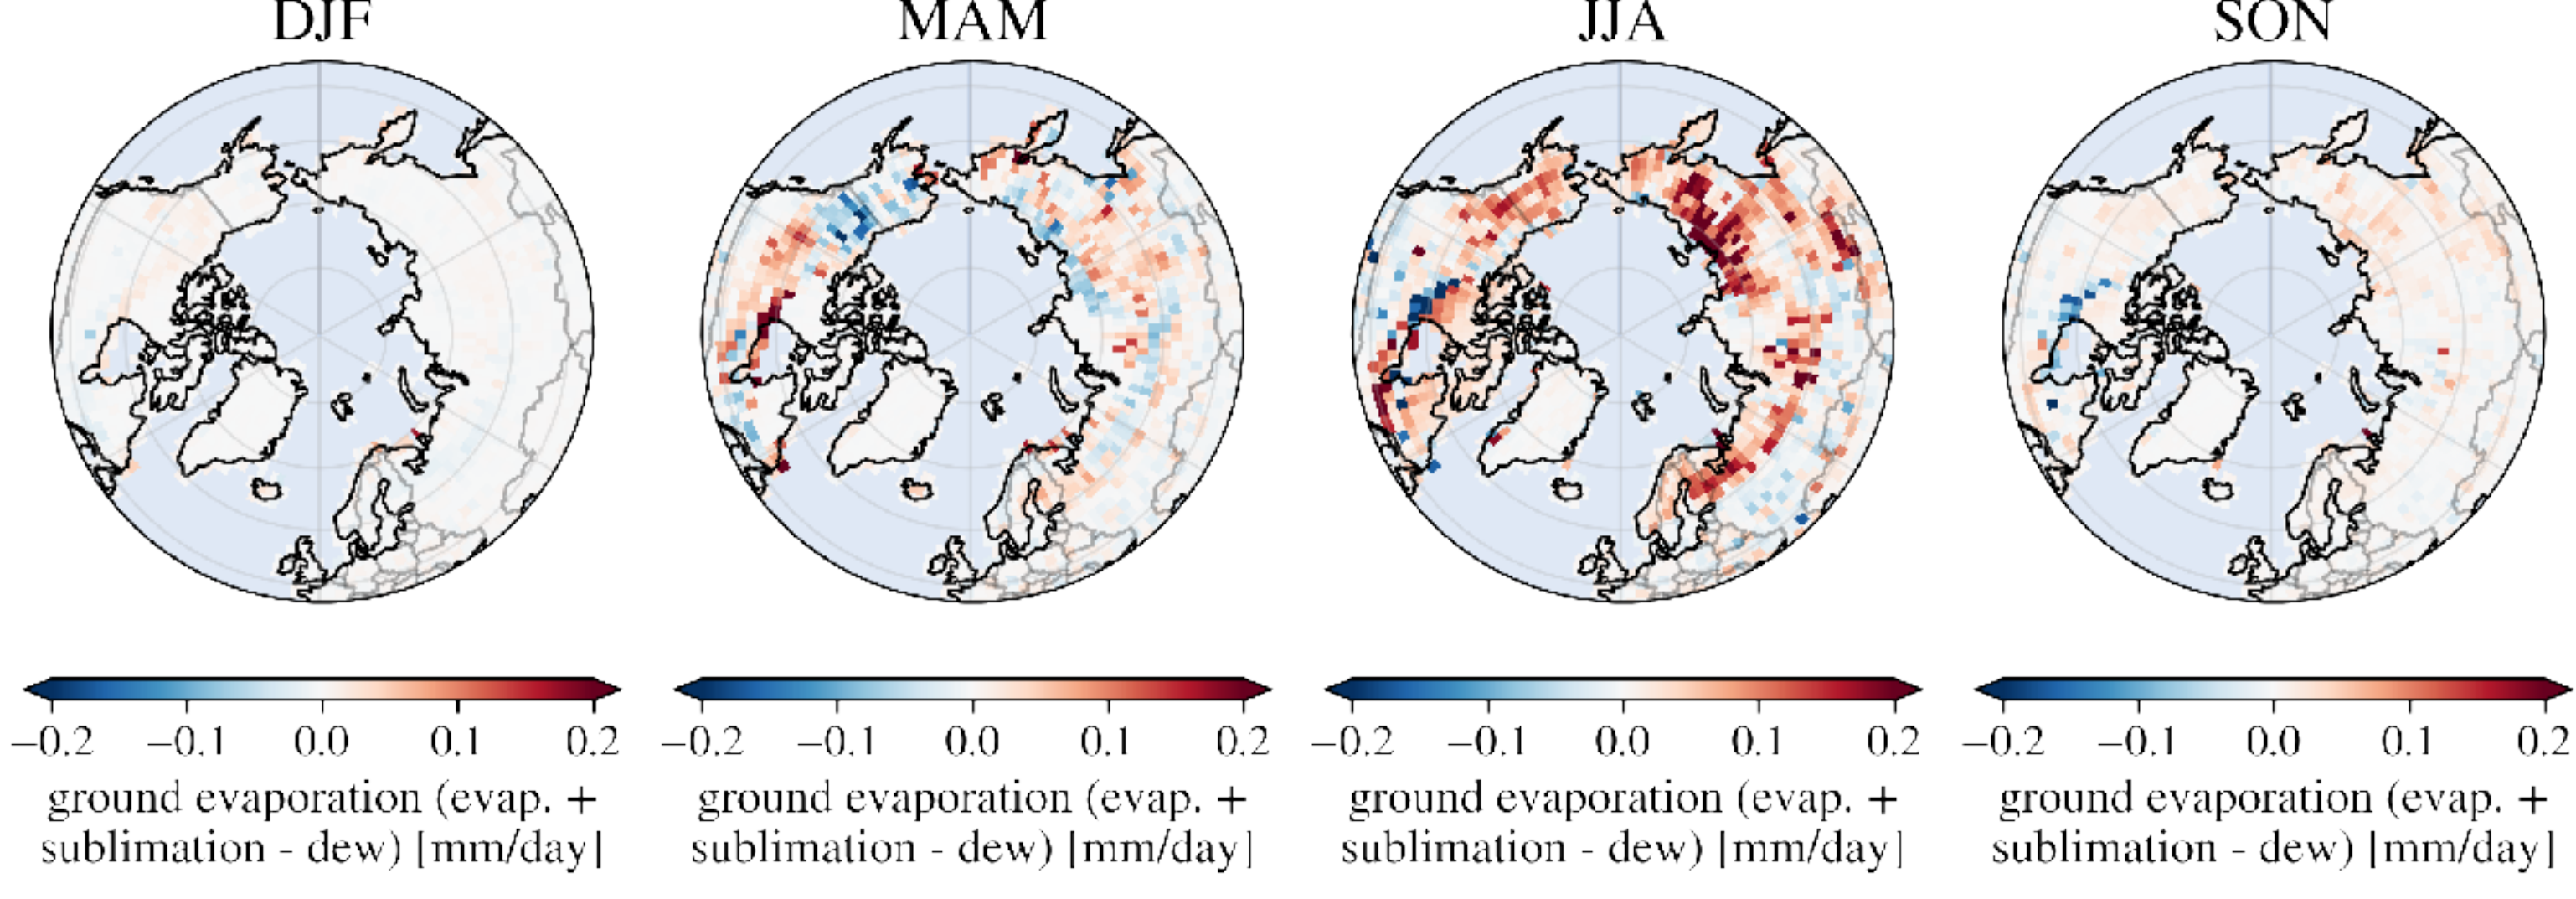 DJF MAM JJA SON
−0.2 −0.1 0.0 0.1 0.2 −0.2 −0.1 0.0 0.1 0.2 −0.2 −0.1 0.0 0.1 0.2 −0.2 −0.1 0.0 0.1 0.2
ground evaporation (evap. + ground evaporation (evap. + ground evaporation (evap. + ground evaporation (evap. +
sublimation - dew) [mm/day] sublimation - dew) [mm/day] sublimation - dew) [mm/day] sublimation - dew) [mm/day]